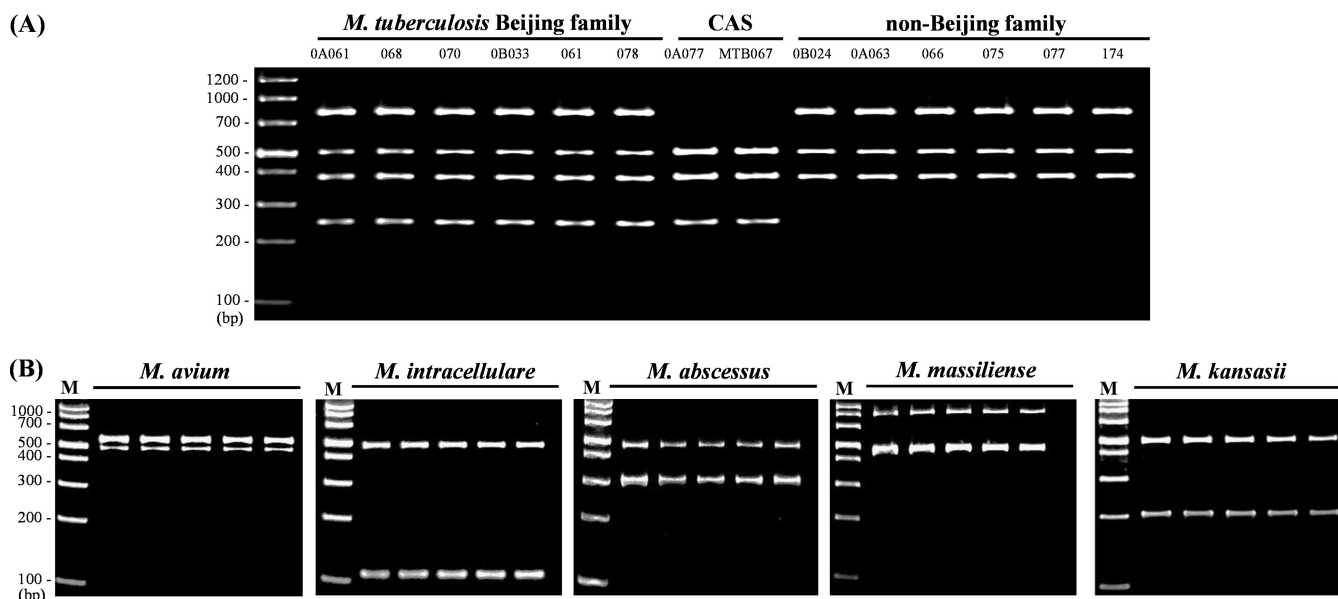 (A)
M. tuberculosis Beijing family CAS non-Beijing family
0A061 068 070 0B033 061 078 0A077 MTB067 0B024 0A063 066 075 077 174
1200 -
1000 -
700 -
500 -
400 -
300 -
200 -
100 -
(bp)
(B)
M M. avium M M. intracellulare M M. abscessus M M. massiliense M M. kansasii
1000 -
700 -
500 -
400 -
300 -
200 -
100 -
(bp)